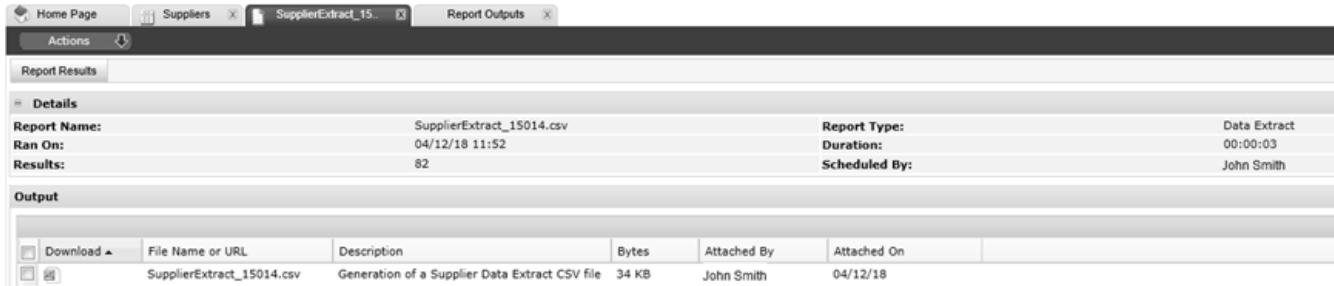 Home Page Suppliers x SupplierExtract_15.. x Report Outputs x
Actions
Report Results
Details
Report Name: SupplierExtract_15014.csv Report Type: Data Extract
Ran On: 04/12/18 11:52 Duration: 00:00:03
Results: 82 Scheduled By: John Smith
Output
Download File Name or URL Description Bytes Attached By Attached On
SupplierExtract_15014.csv Generation of a Supplier Data Extract CSV file 34 KB John Smith 04/12/18